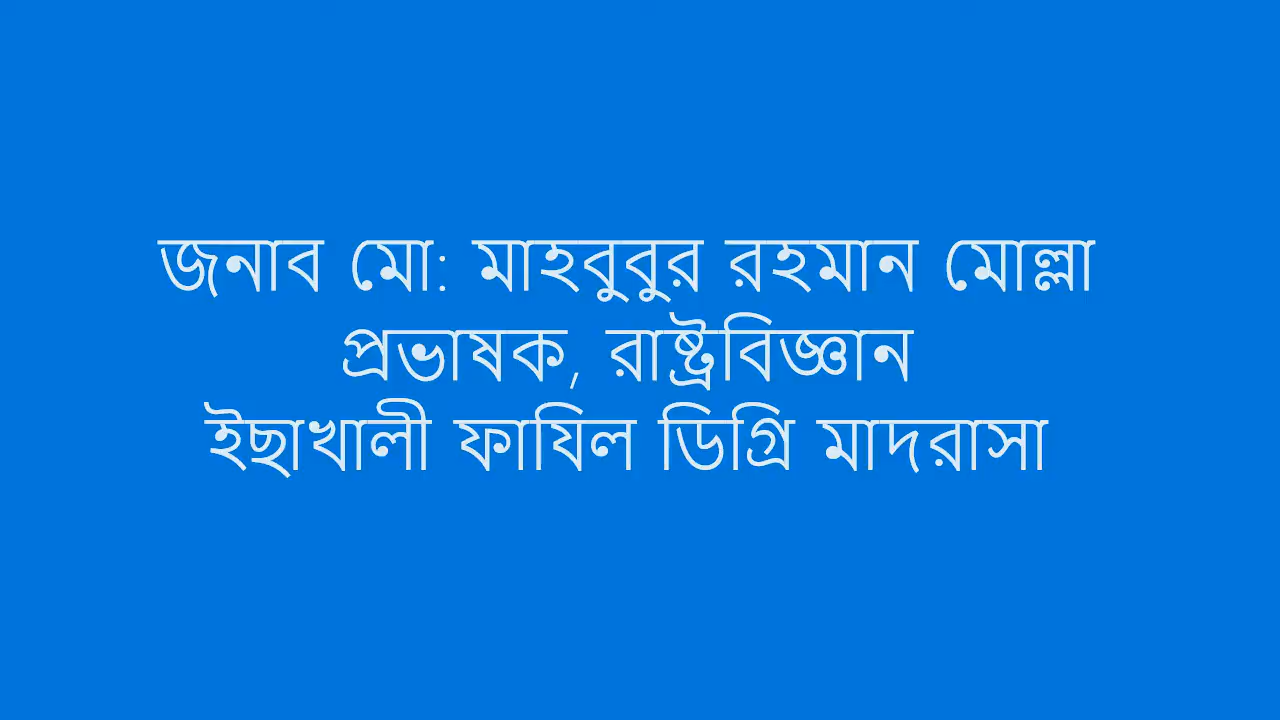 জনাব মো: মাহবুবুর রহমান মোল্লা
প্রভাষক, রাষ্ট্রবিজ্ঞান
ইছাখালী ফাযিল ডিগ্রি মাদরাসা